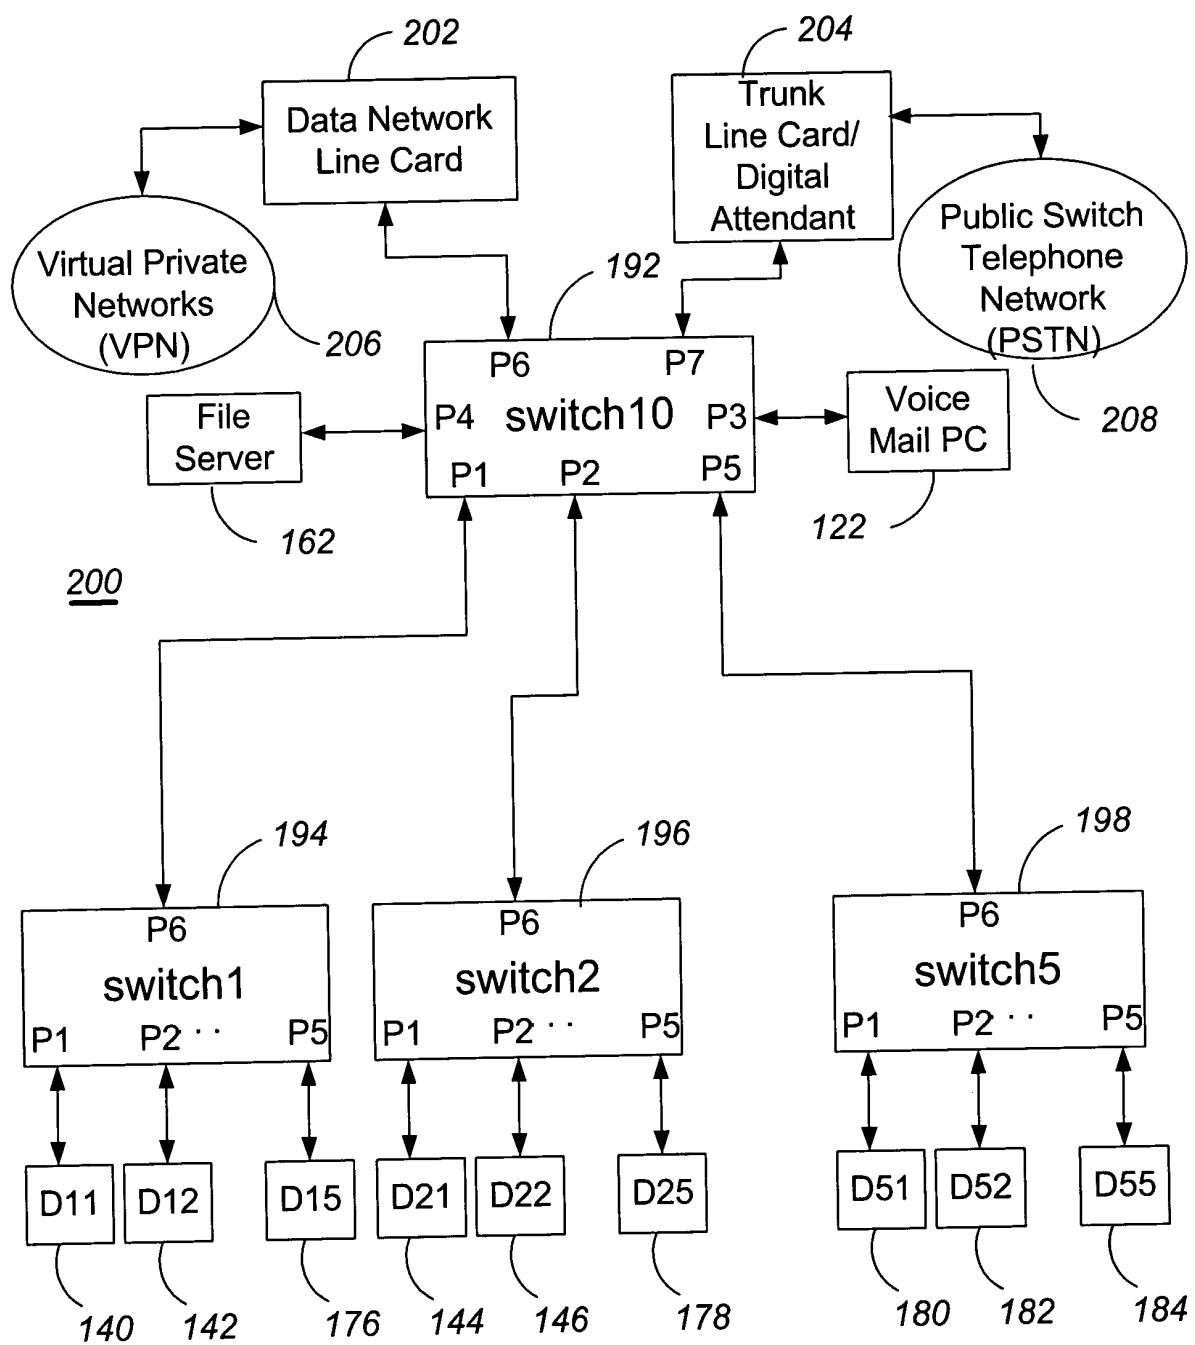 202
204
Data Network
Line Card
Trunk
Line Card/
Digital
Attendant
Virtual Private
Networks
(VPN)
206
192
Public Switch
Telephone
Network
(PSTN)
208
File
Server
162
P6
P7
P4
switch10
P3
P1
P2
P5
Voice
Mail PC
122
200
194
196
198
P6
switch1
P1
P2 . .
P5
P6
switch2
P1
P2 . .
P5
P6
switch5
P1
P2 . .
P5
D11
D12
D15
D21
D22
D25
D51
D52
D55
140
142
176
144
146
178
180
182
184